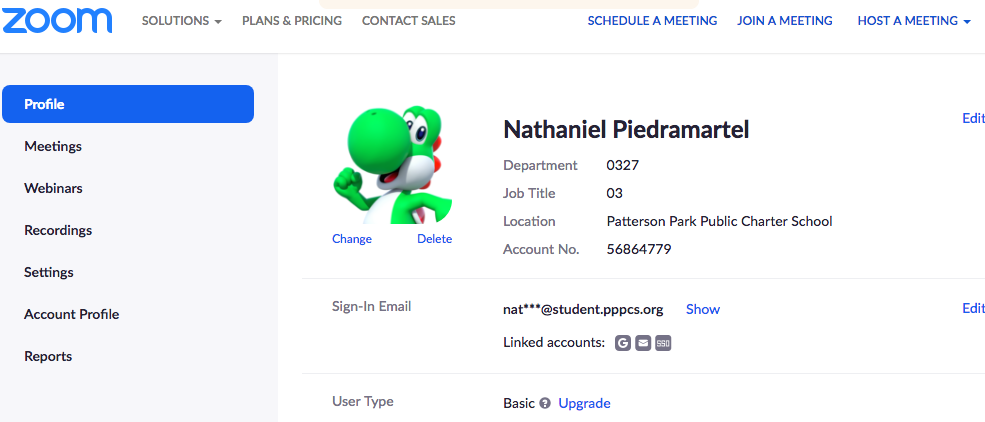 zoom SOLUTIONS PLANS & PRICING CONTACT SALES SCHEDULE A MEETING JOIN A MEETING HOST A MEETING
Profile
Meetings
Webinars
Recordings
Settings
Account Profile
Reports
Change Delete
Nathaniel Piedramartel Edit
Department 0327
Job Title 03
Location Patterson Park Public Charter School
Account No. 56864779
Sign-In Email nat***@student.pppcs.org Show Edit
Linked accounts: G SSO
User Type Basic ? Upgrade